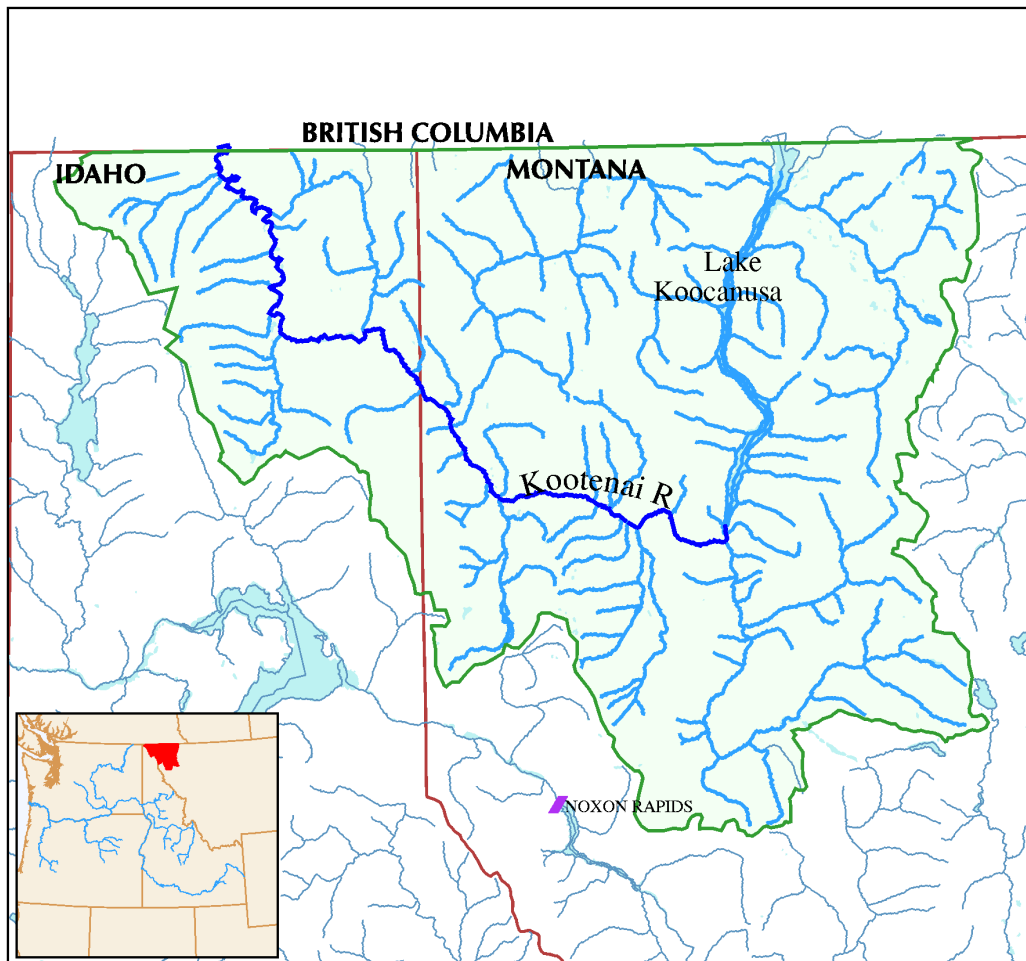 BRITISH COLUMBIA
IDAHO
MONTANA
Lake
Koocanusa
Kootenai R
NOXON RAPIDS